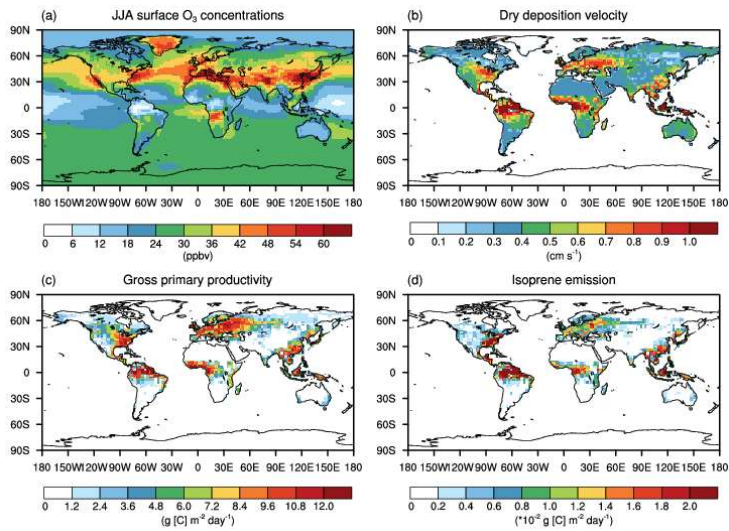 (a) JJA surface O₃ concentrations
90N
60N
30N
0
30S
60S
90S
180 150W 120W 90W 60W 30W 0 30E 60E 90E 120E 150E 180
0 6 12 18 24 30 36 42 48 54 60
(ppbv)
(b) Dry deposition velocity
90N
60N
30N
0
30S
60S
90S
180 150W 120W 90W 60W 30W 0 30E 60E 90E 120E 150E 180
0 0.1 0.2 0.3 0.4 0.5 0.6 0.7 0.8 0.9 1.0
(cm s⁻¹)
(c) Gross primary productivity
90N
60N
30N
0
30S
60S
90S
180 150W 120W 90W 60W 30W 0 30E 60E 90E 120E 150E 180
0 1.2 2.4 3.6 4.8 6.0 7.2 8.4 9.6 10.8 12.0
(g [C] m⁻² day⁻¹)
(d) Isoprene emission
90N
60N
30N
0
30S
60S
90S
180 150W 120W 90W 60W 30W 0 30E 60E 90E 120E 150E 180
0 0.2 0.4 0.6 0.8 1.0 1.2 1.4 1.6 1.8 2.0
(*10⁻² g [C] m⁻² day⁻¹)